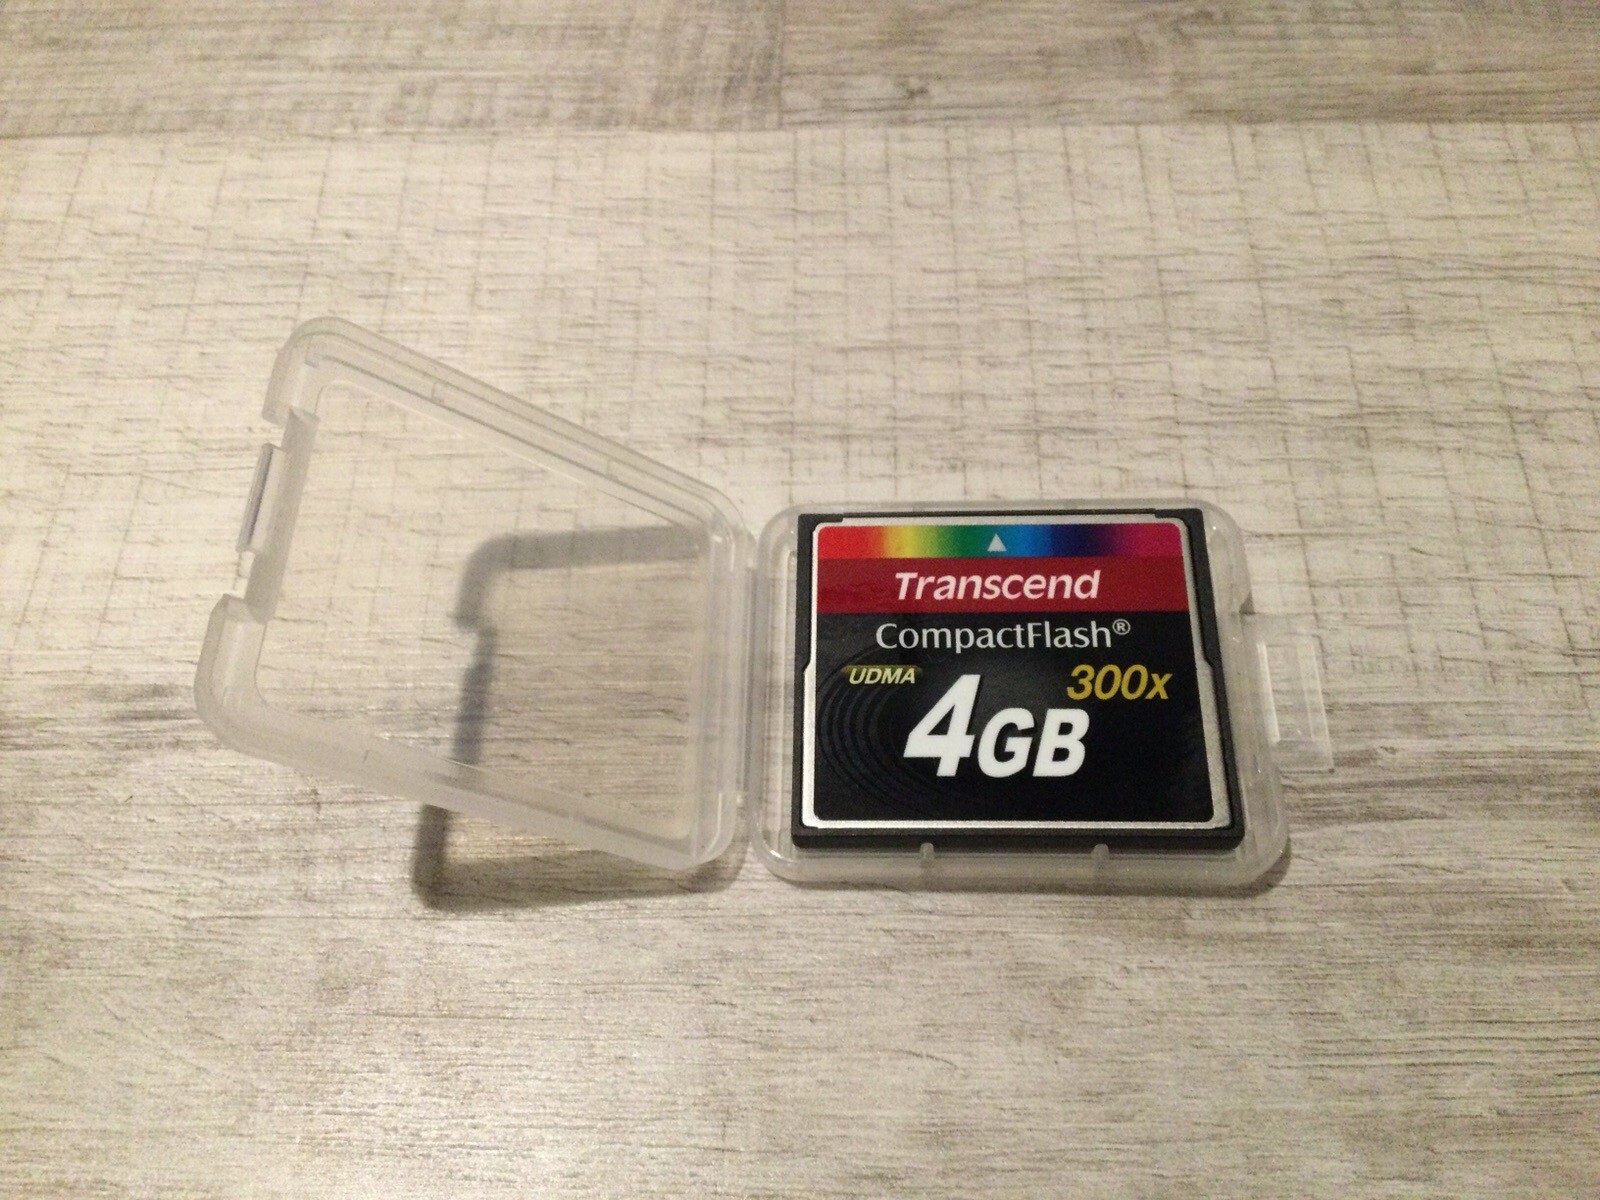 Transcend
CompactFlash®
UDMA 300x
4GB